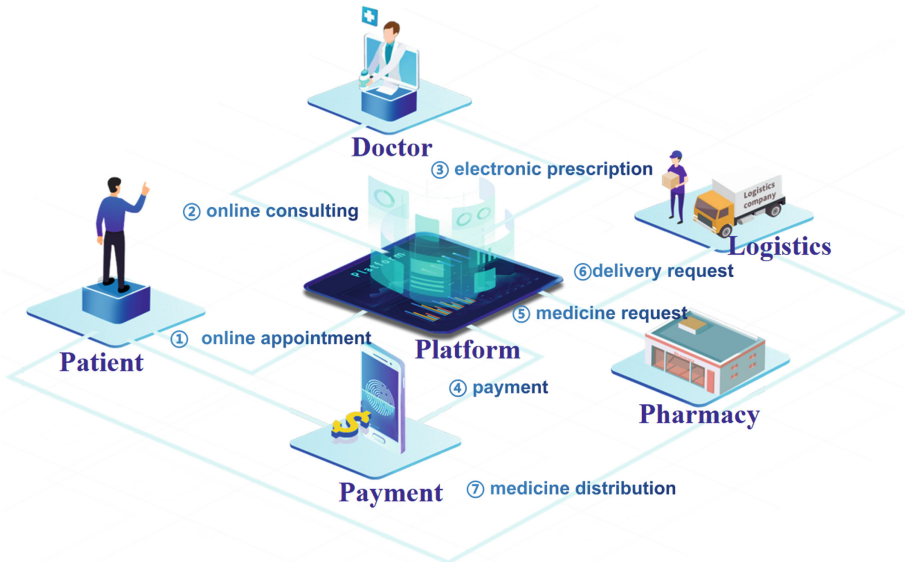 Doctor
③ electronic prescription
② online consulting
Logistics
company
Logistics
Platform
⑥delivery request
⑤ medicine request
① online appointment
Patient
Platform
④ payment
Pharmacy
Payment
⑦ medicine distribution